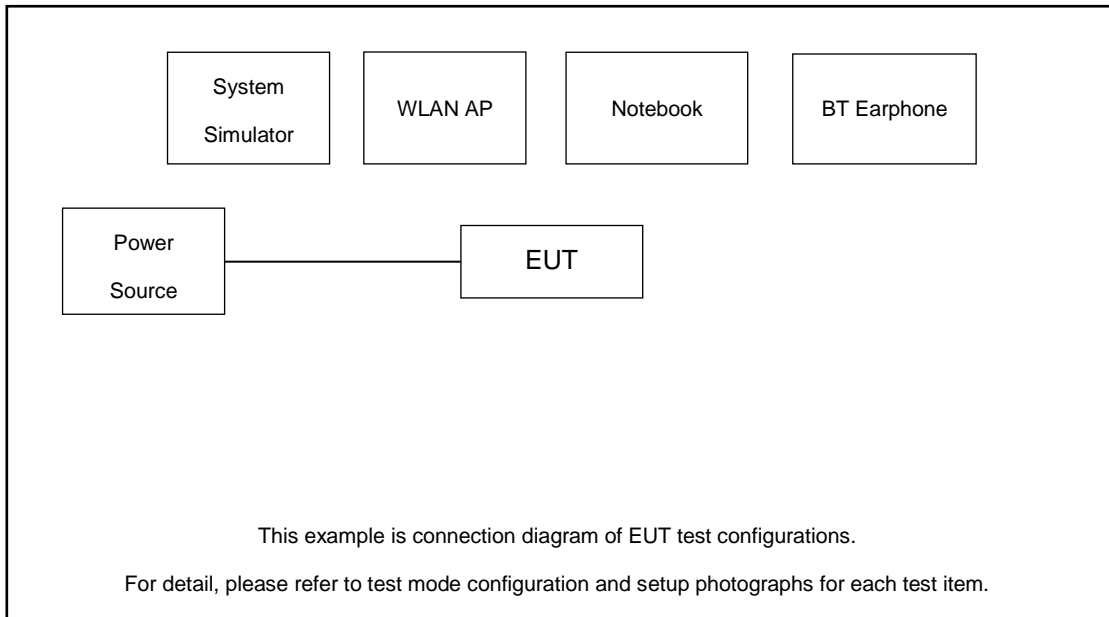 System
Simulator
WLAN AP
Notebook
BT Earphone
Power
Source
EUT
This example is connection diagram of EUT test configurations.
For detail, please refer to test mode configuration and setup photographs for each test item.